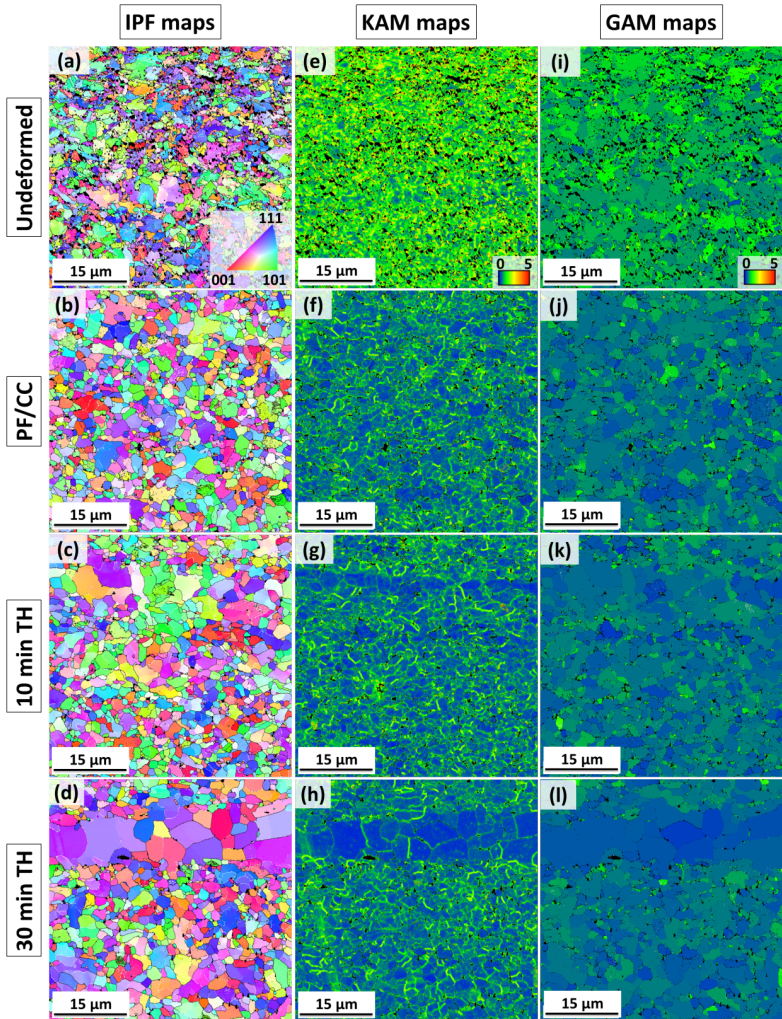 IPF maps
KAM maps
GAM maps
Undeformed
(a)
111
001
101
15 µm
(e)
0 5
15 µm
(i)
0 5
15 µm
PF/CC
(b)
15 µm
(f)
15 µm
(j)
15 µm
10 min TH
(c)
15 µm
(g)
15 µm
(k)
15 µm
30 min TH
(d)
15 µm
(h)
15 µm
(l)
15 µm